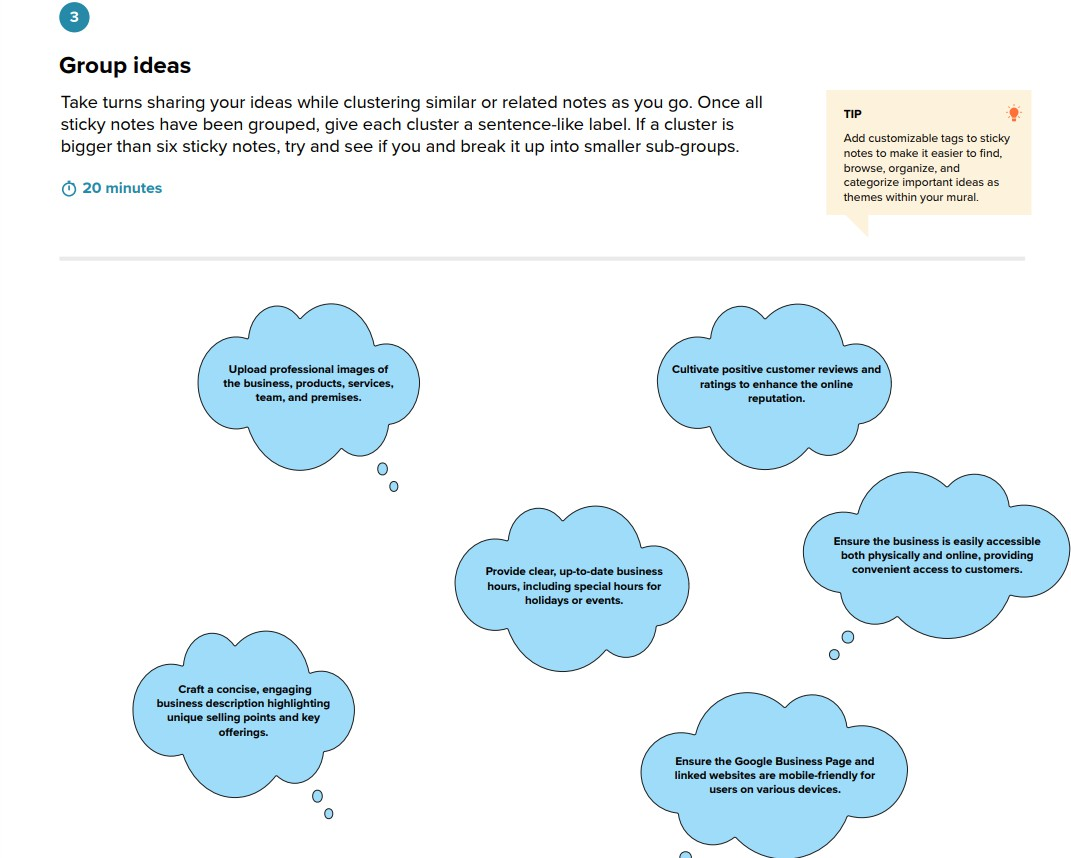 3
Group ideas
Take turns sharing your ideas while clustering similar or related notes as you go. Once all
sticky notes have been grouped, give each cluster a sentence-like label. If a cluster is
bigger than six sticky notes, try and see if you and break it up into smaller sub-groups.
20 minutes
TIP
Add customizable tags to sticky
notes to make it easier to find,
browse, organize, and
categorize important ideas as
themes within your mural.
Upload professional images of
the business, products, services,
team, and premises.
Cultivate positive customer reviews and
ratings to enhance the online
reputation.
Ensure the business is easily accessible
both physically and online, providing
convenient access to customers.
Provide clear, up-to-date business
hours, including special hours for
holidays or events.
Craft a concise, engaging
business description highlighting
unique selling points and key
offerings.
Ensure the Google Business Page and
linked websites are mobile-friendly for
users on various devices.